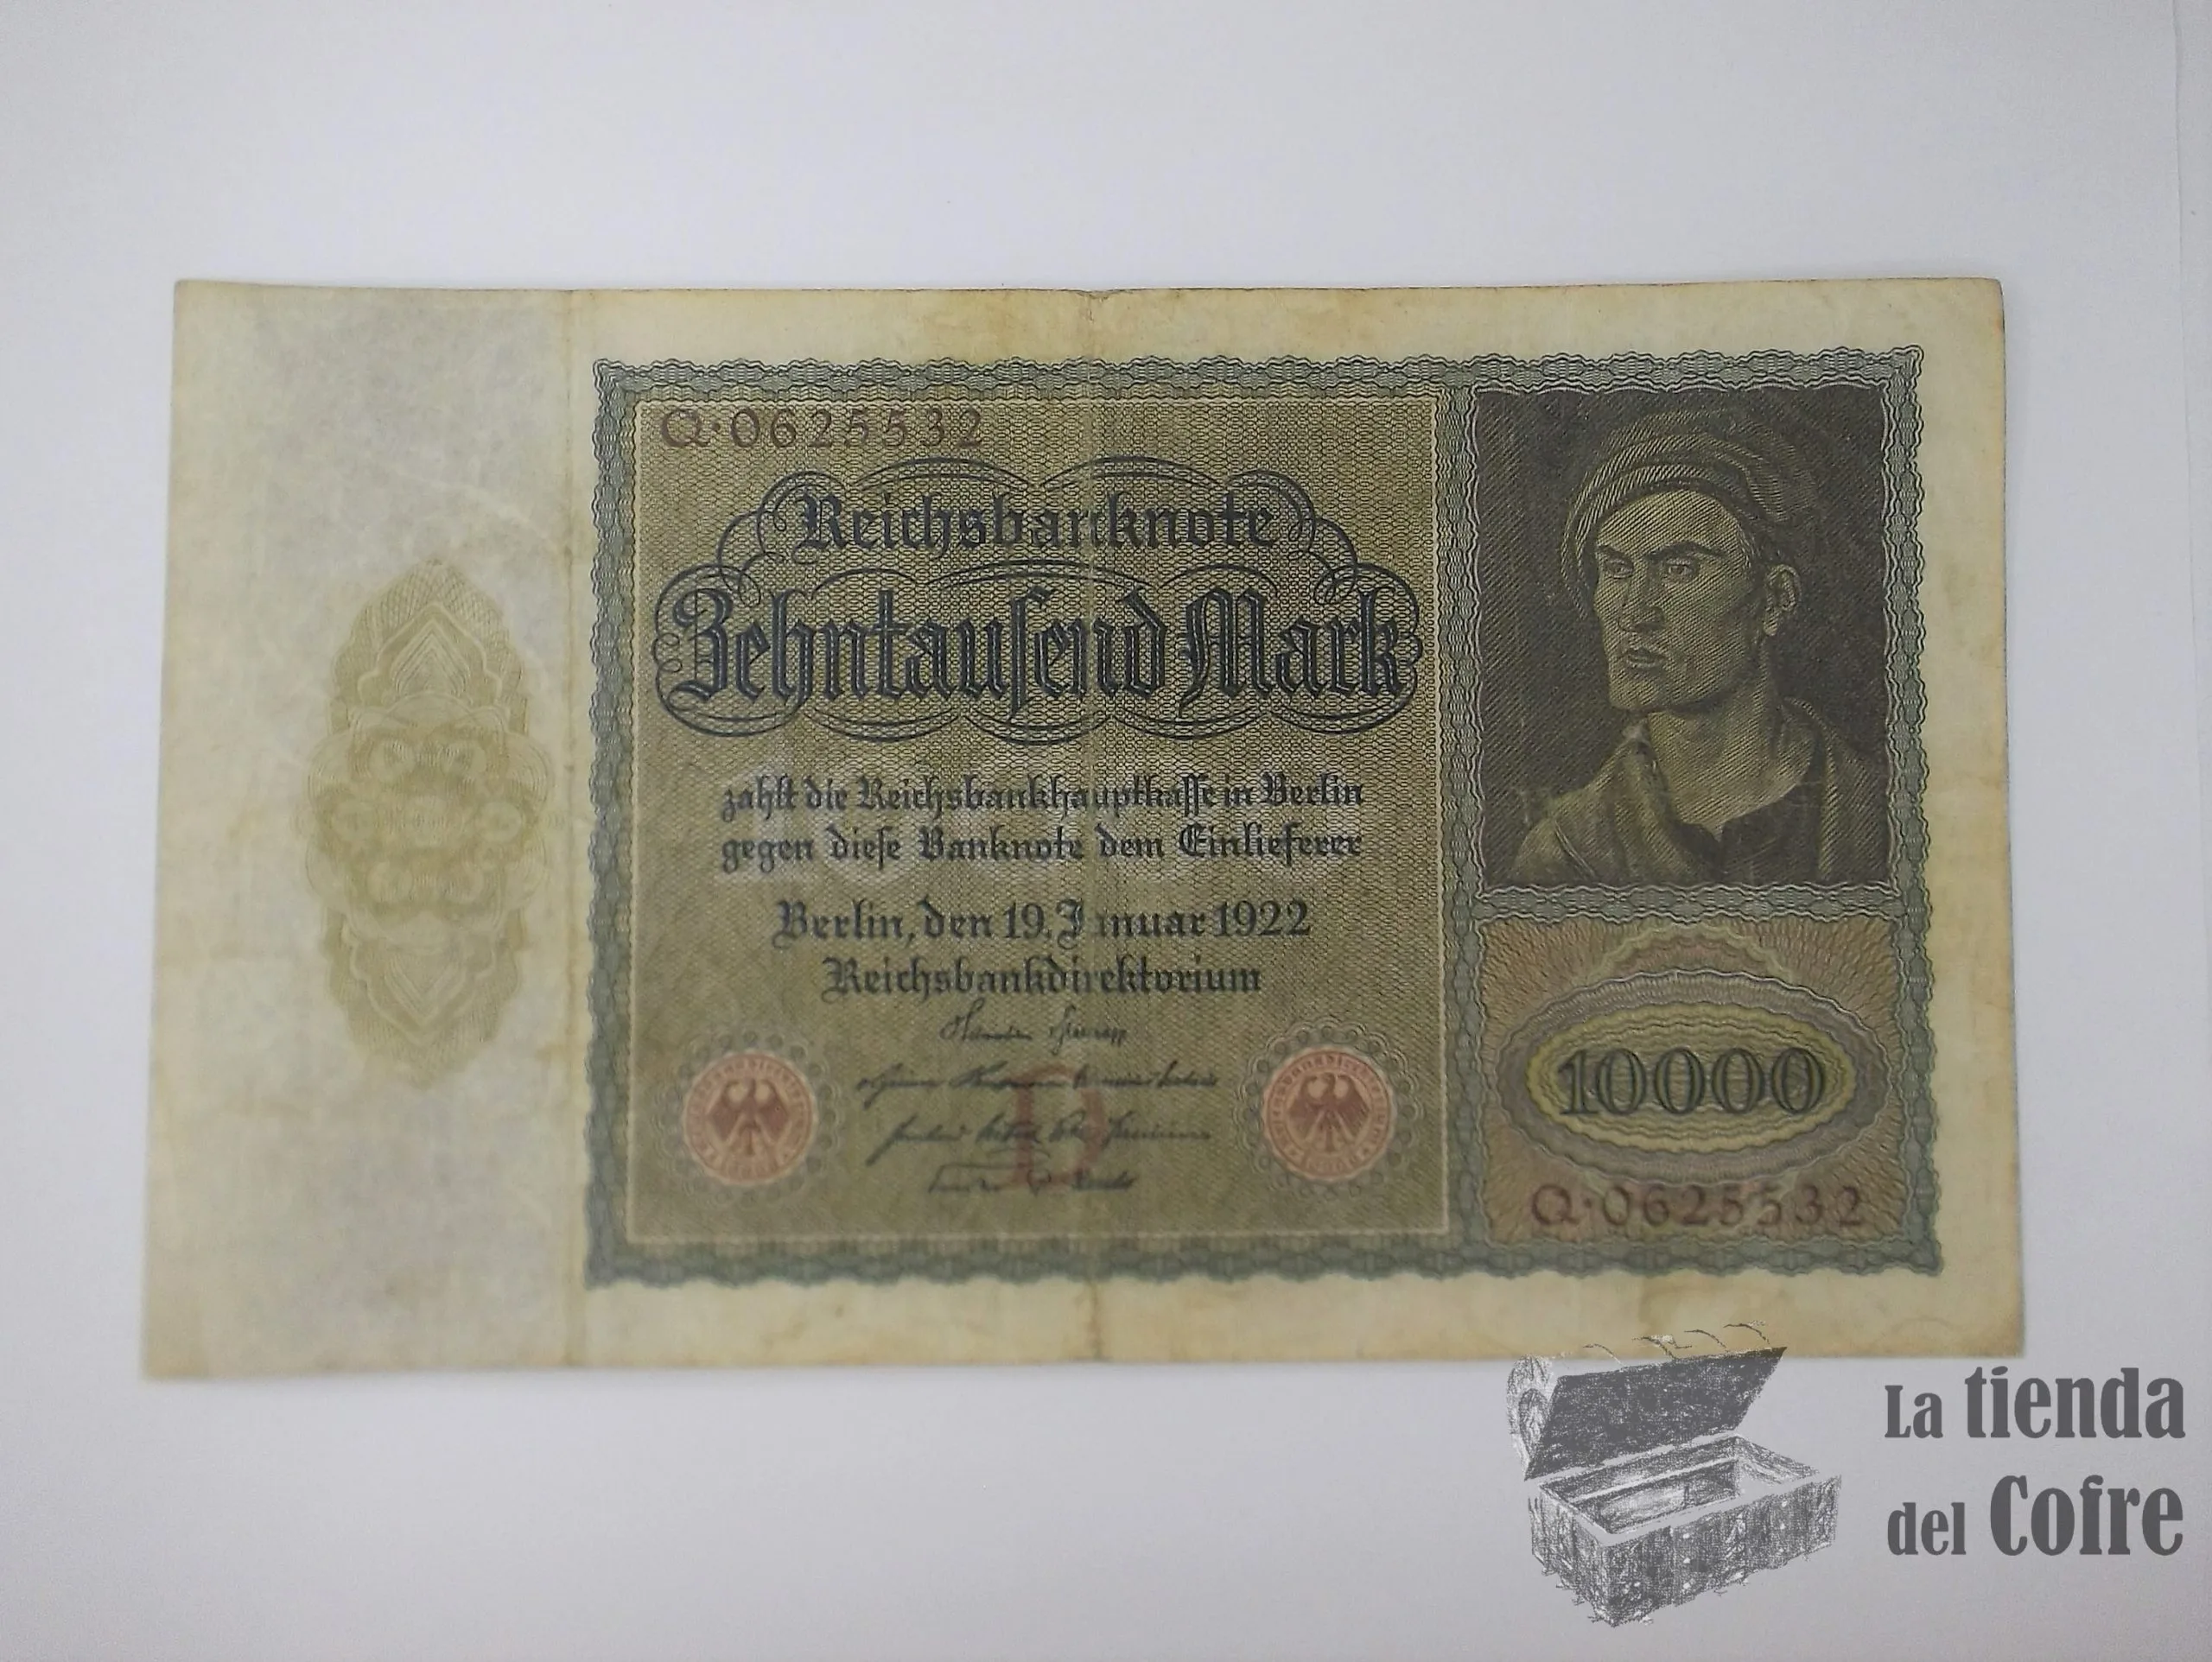 Q·0625532
Reichsbanknote
Zehntausend Mark
zahlt die Reichsbankhauptkasse in Berlin
gegen diese Banknote dem Einlieferer
Berlin, den 19. Januar 1922
Reichsbankdirektorium
10000
Q·0625532
La tienda
del Cofre